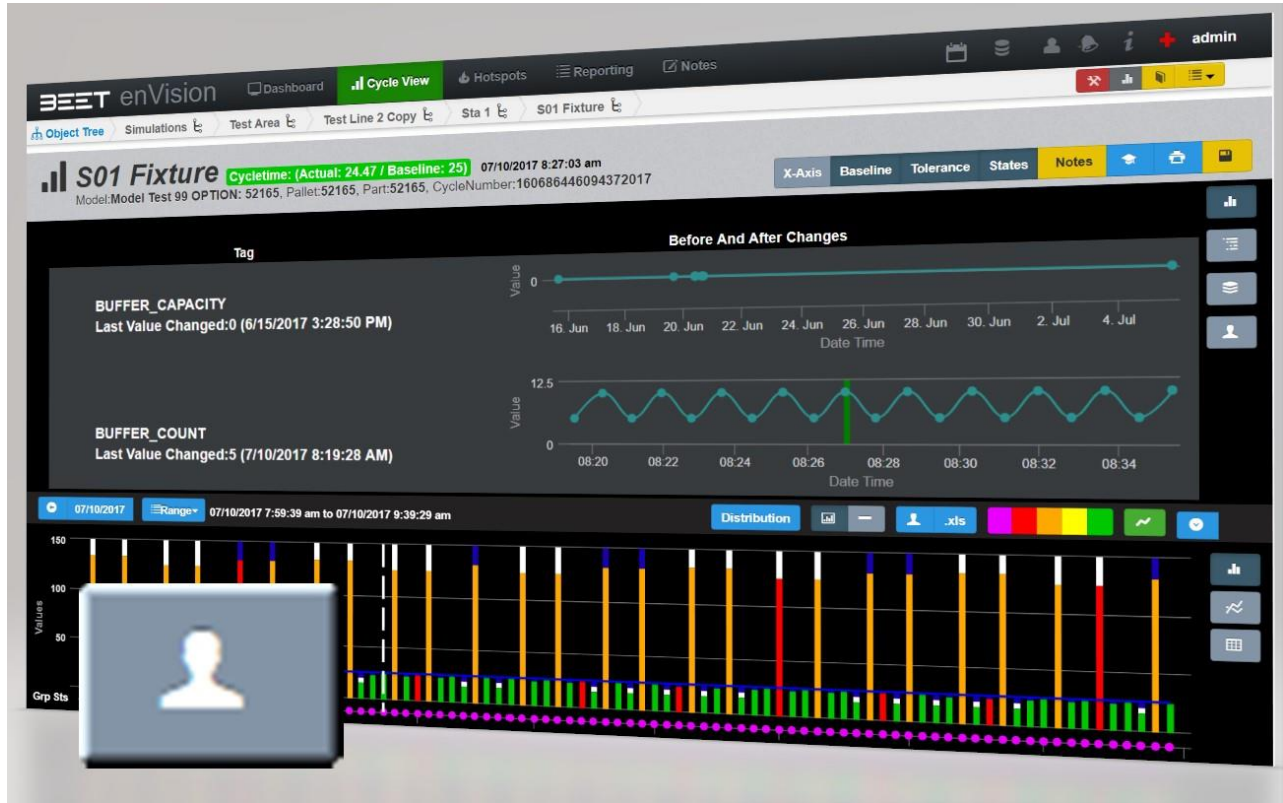 BEET enVision
Dashboard
Cycle View
Hotspots
Reporting
Notes
admin
Object Tree
Simulations
Test Area
Test Line 2 Copy
Sta 1
S01 Fixture
S01 Fixture Cycletime: (Actual: 24.47 / Baseline: 25) 07/10/2017 8:27:03 am
Model:Model Test 99 OPTION: 52165, Pallet:52165, Part:52165, CycleNumber:160686446094372017
X-Axis Baseline Tolerance States Notes
Tag
Before And After Changes
BUFFER_CAPACITY
Last Value Changed:0 (6/15/2017 3:28:50 PM)
Value
0
16. Jun 18. Jun 20. Jun 22. Jun 24. Jun 26. Jun 28. Jun 30. Jun 2. Jul 4. Jul
Date Time
BUFFER_COUNT
Last Value Changed:5 (7/10/2017 8:19:28 AM)
Value
12.5
0
08:20 08:22 08:24 08:26 08:28 08:30 08:32 08:34
Date Time
07/10/2017 Range 07/10/2017 7:59:39 am to 07/10/2017 9:39:29 am
Distribution
.xls
150
100
50
Values
Grp Sts